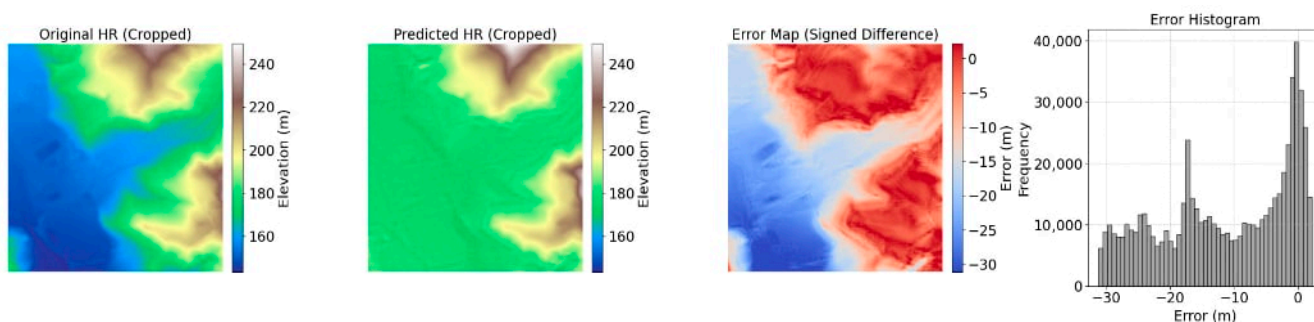 Original HR (Cropped)
240
220
200
180
160
Elevation (m)
Predicted HR (Cropped)
240
220
200
180
160
Elevation (m)
Error Map (Signed Difference)
0
−5
−10
−15
−20
−25
−30
Error (m)
Error Histogram
40,000
30,000
20,000
10,000
0
Frequency
−30 −20 −10 0
Error (m)